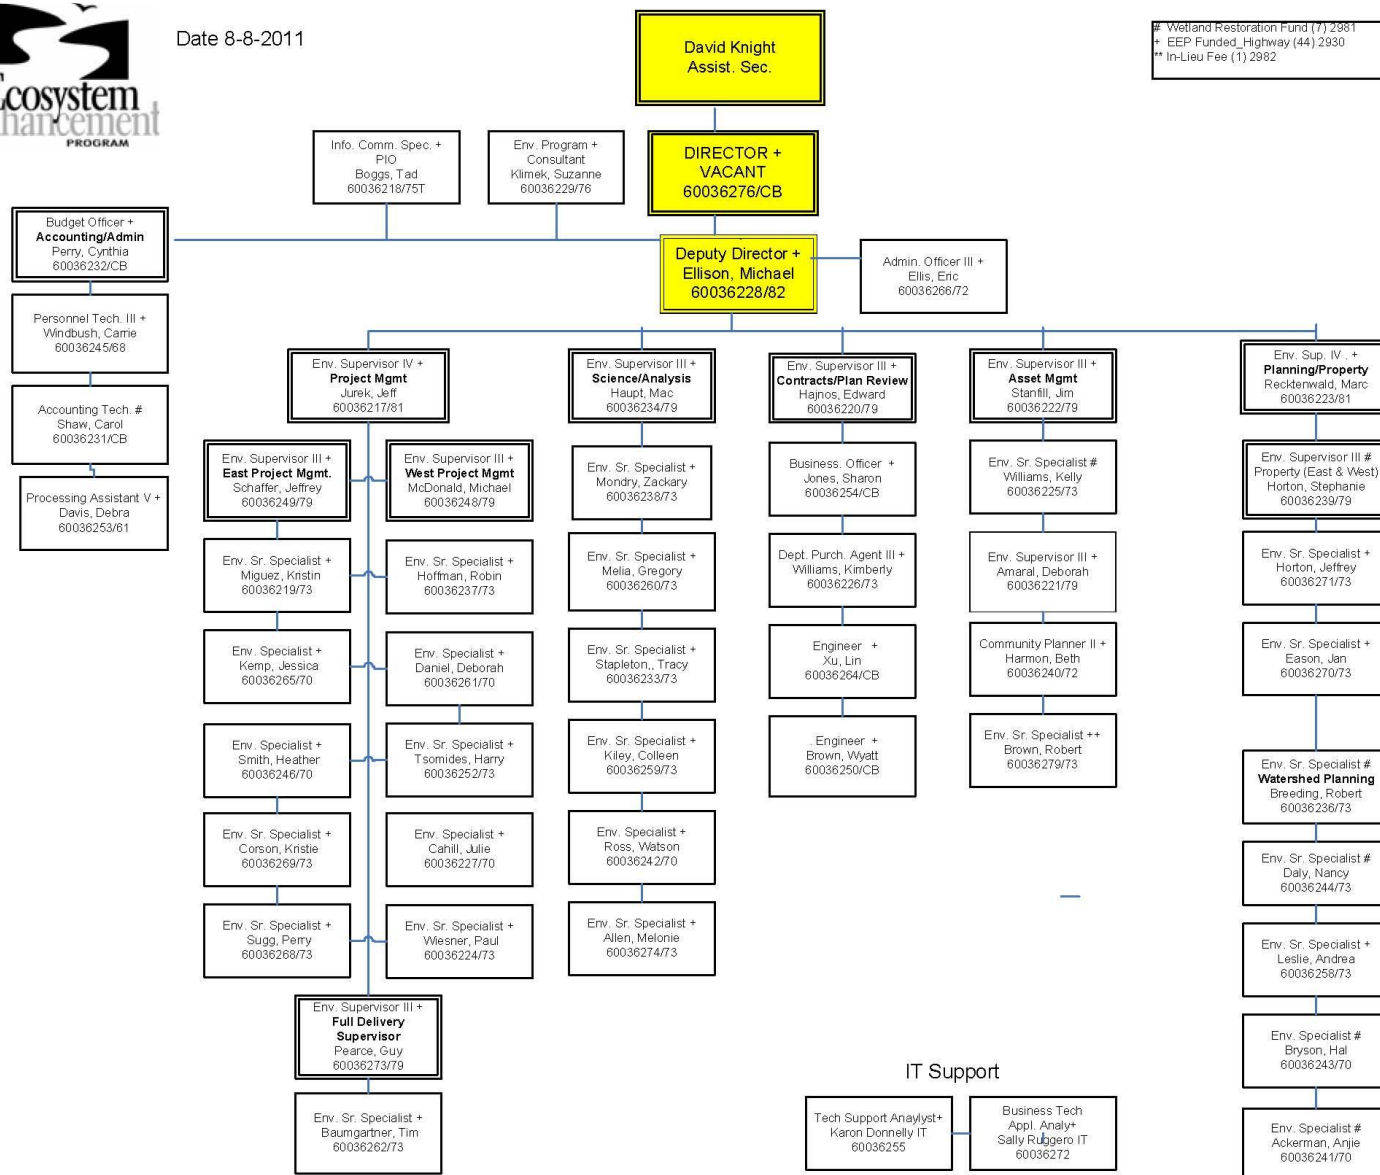 Ecosystem
Enhancement
PROGRAM
Date 8-8-2011
David Knight
Assist. Sec.
# Wetland Restoration Fund (7) 2981
+ EEP Funded_Highway (44) 2930
** In-Lieu Fee (1) 2982
Info. Comm. Spec. +
PIO
Boggs, Tad
60036218/75T
Env. Program +
Consultant
Klimek, Suzanne
60036229/76
DIRECTOR +
VACANT
60036276/CB
Budget Officer +
Accounting/Admin
Perry, Cynthia
60036232/CB
Deputy Director +
Ellison, Michael
60036228/82
Admin. Officer III +
Ellis, Eric
60036266/72
Personnel Tech. III +
Windbush, Carrie
60036245/68
Accounting Tech. #
Shaw, Carol
60036231/CB
Processing Assistant V +
Davis, Debra
60036253/61
Env. Supervisor IV +
Project Mgmt
Jurek, Jeff
60036217/81
Env. Supervisor III +
East Project Mgmt.
Schaffer, Jeffrey
60036249/79
Env. Supervisor III +
West Project Mgmt
McDonald, Michael
60036248/79
Env. Sr. Specialist +
Miguez, Kristin
60036219/73
Env. Sr. Specialist +
Hoffman, Robin
60036237/73
Env. Specialist +
Kemp, Jessica
60036265/70
Env. Specialist +
Daniel, Deborah
60036261/70
Env. Specialist +
Smith, Heather
60036246/70
Env. Sr. Specialist +
Tsomides, Harry
60036252/73
Env. Sr. Specialist +
Corson, Kristie
60036269/73
Env. Specialist +
Cahill, Julie
60036227/70
Env. Sr. Specialist +
Sugg, Perry
60036268/73
Env. Sr. Specialist +
Wiesner, Paul
60036224/73
Env. Supervisor III +
Full Delivery
Supervisor
Pearce, Guy
60036273/79
Env. Sr. Specialist +
Baumgartner, Tim
60036262/73
Env. Supervisor III +
Science/Analysis
Haupt, Mac
60036234/79
Env. Sr. Specialist +
Mondry, Zackary
60036238/73
Env. Sr. Specialist +
Melia, Gregory
60036260/73
Env. Sr. Specialist +
Stapleton,, Tracy
60036233/73
Env. Sr. Specialist +
Kiley, Colleen
60036259/73
Env. Specialist +
Ross, Watson
60036242/70
Env. Sr. Specialist +
Allen, Melonie
60036274/73
Env. Supervisor III +
Contracts/Plan Review
Hajnos, Edward
60036220/79
Business. Officer +
Jones, Sharon
60036254/CB
Dept. Purch. Agent III +
Williams, Kimberly
60036226/73
Engineer +
Xu, Lin
60036264/CB
. Engineer +
Brown, Wyatt
60036250/CB
Env. Supervisor III +
Asset Mgmt
Stanfill, Jim
60036222/79
Env. Sr. Specialist #
Williams, Kelly
60036225/73
Env. Supervisor III +
Amaral, Deborah
60036221/79
Community Planner II +
Harmon, Beth
60036240/72
Env. Sr. Specialist ++
Brown, Robert
60036279/73
Env. Sup. IV . +
Planning/Property
Recktenwald, Marc
60036223/81
Env. Supervisor III #
Property (East & West)
Horton, Stephanie
60036239/79
Env. Sr. Specialist +
Horton, Jeffrey
60036271/73
Env. Sr. Specialist +
Eason, Jan
60036270/73
Env. Sr. Specialist #
Watershed Planning
Breeding, Robert
60036236/73
Env. Sr. Specialist #
Daly, Nancy
60036244/73
Env. Sr. Specialist +
Leslie, Andrea
60036258/73
Env. Specialist #
Bryson, Hal
60036243/70
Env. Specialist #
Ackerman, Anjie
60036241/70
IT Support
Tech Support Anaylyst+
Karon Donnelly IT
60036255
Business Tech
Appl. Analy+
Sally Ruggero IT
60036272